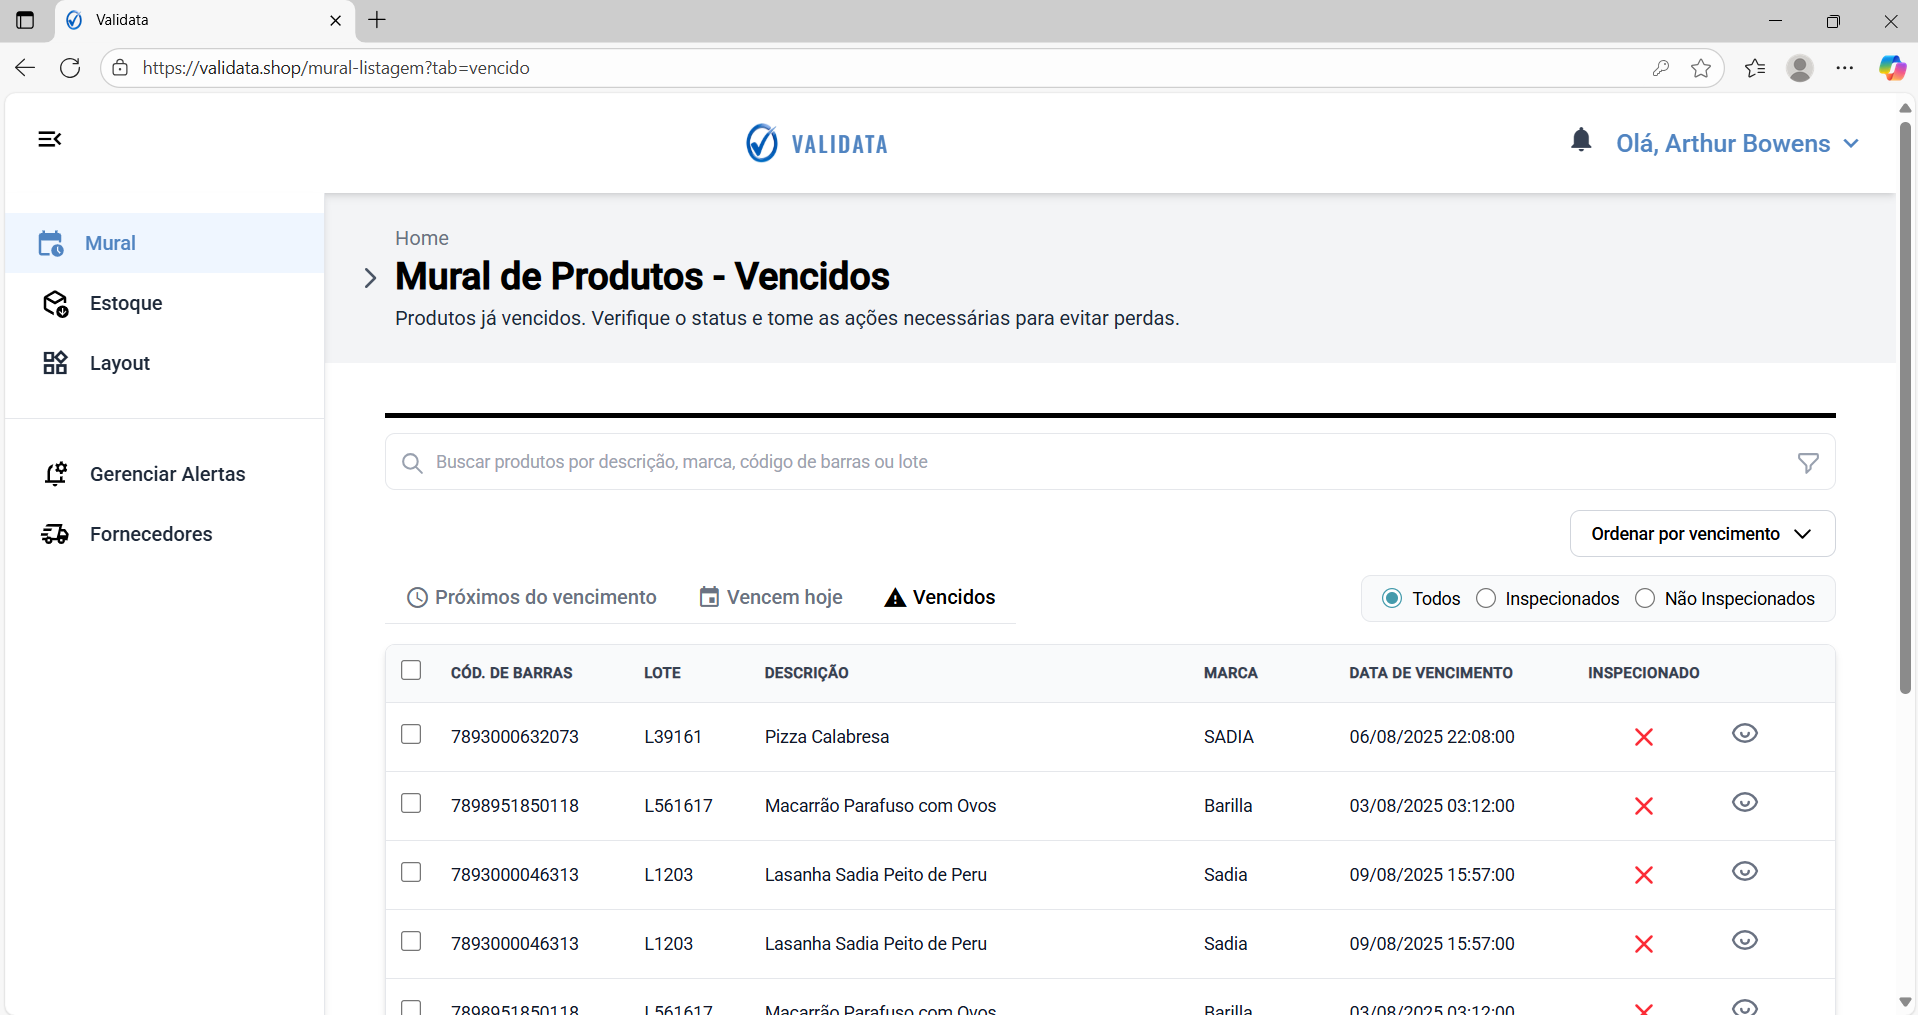 Validata
https://validata.shop/mural-listagem?tab=vencido
VALIDATA
Olá, Arthur Bowens
Mural
Estoque
Layout
Gerenciar Alertas
Fornecedores
Home
Mural de Produtos - Vencidos
Produtos já vencidos. Verifique o status e tome as ações necessárias para evitar perdas.
Buscar produtos por descrição, marca, código de barras ou lote
Ordenar por vencimento
Próximos do vencimento Vencem hoje Vencidos
Todos Inspecionados Não Inspecionados
CÓD. DE BARRAS LOTE DESCRIÇÃO MARCA DATA DE VENCIMENTO INSPECIONADO
7893000632073 L39161 Pizza Calabresa SADIA 06/08/2025 22:08:00
7898951850118 L561617 Macarrão Parafuso com Ovos Barilla 03/08/2025 03:12:00
7893000046313 L1203 Lasanha Sadia Peito de Peru Sadia 09/08/2025 15:57:00
7893000046313 L1203 Lasanha Sadia Peito de Peru Sadia 09/08/2025 15:57:00
7898951850118 L561617 Macarrão Parafuso com Ovos Barilla 03/08/2025 03:12:00